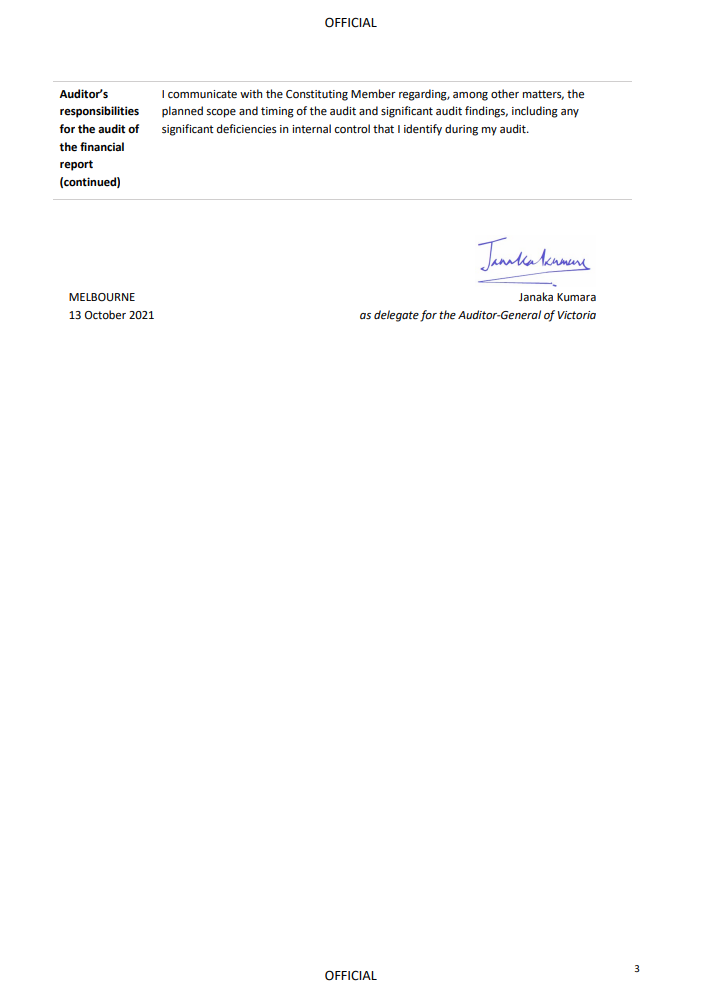 OFFICIAL
Auditor's
responsibilities
for the audit of
the financial
report
(continued)
I communicate with the Constituting Member regarding, among other matters, the
planned scope and timing of the audit and significant audit findings, including any
significant deficiencies in internal control that I identify during my audit.
Janaka Kumara
MELBOURNE
13 October 2021
Janaka Kumara
as delegate for the Auditor-General of Victoria
3
OFFICIAL